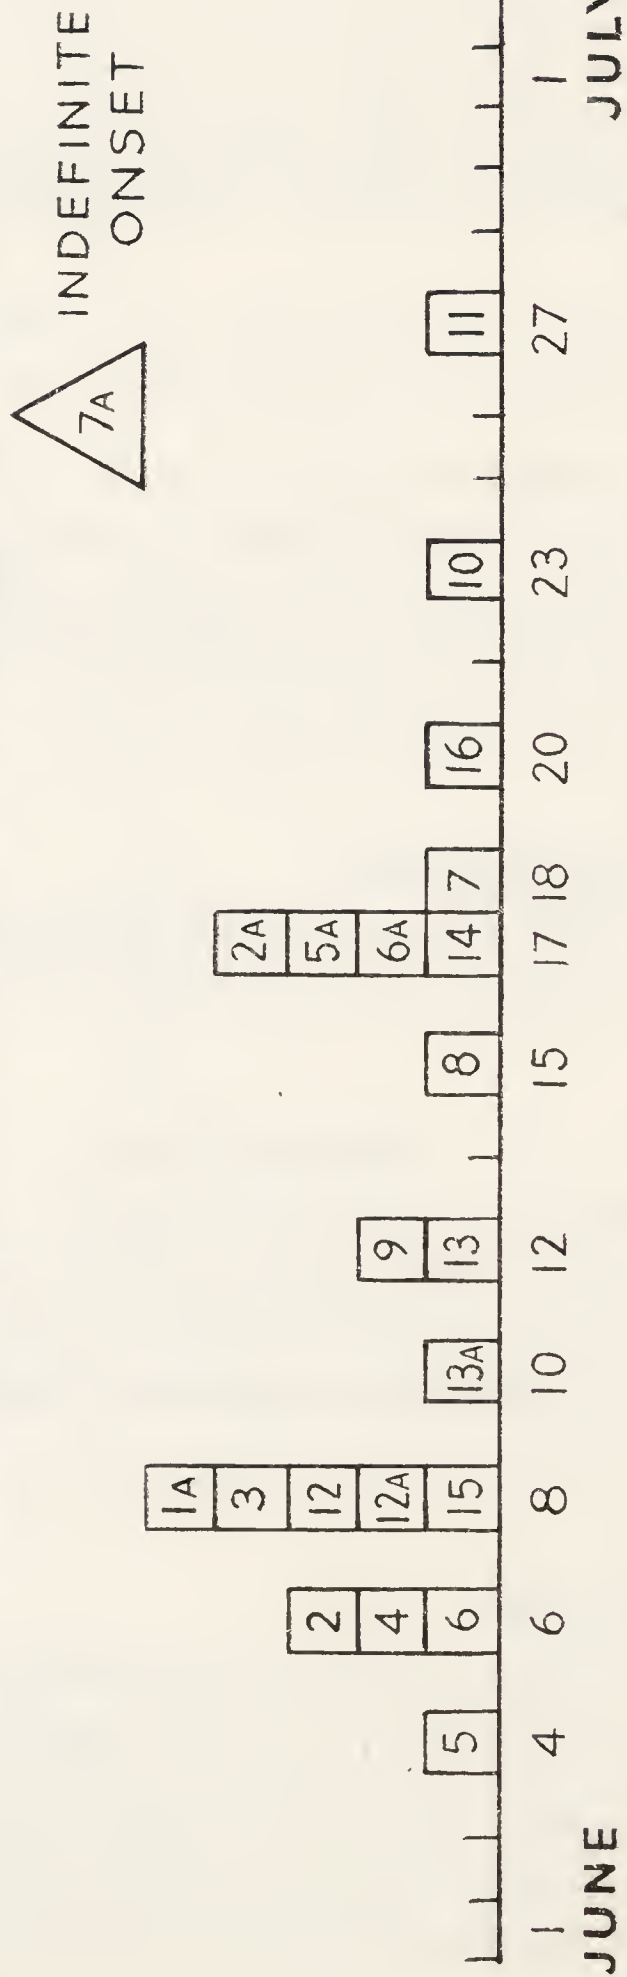 INDEFINITE
ONSET
7A
1A
3
2 12 2A
4 12A 9 5A
6A
5 6 15 13A 13 8 14 7 16 10 11
1 4 6 8 10 12 15 17 18 20 23 27 1
JUNE JULY